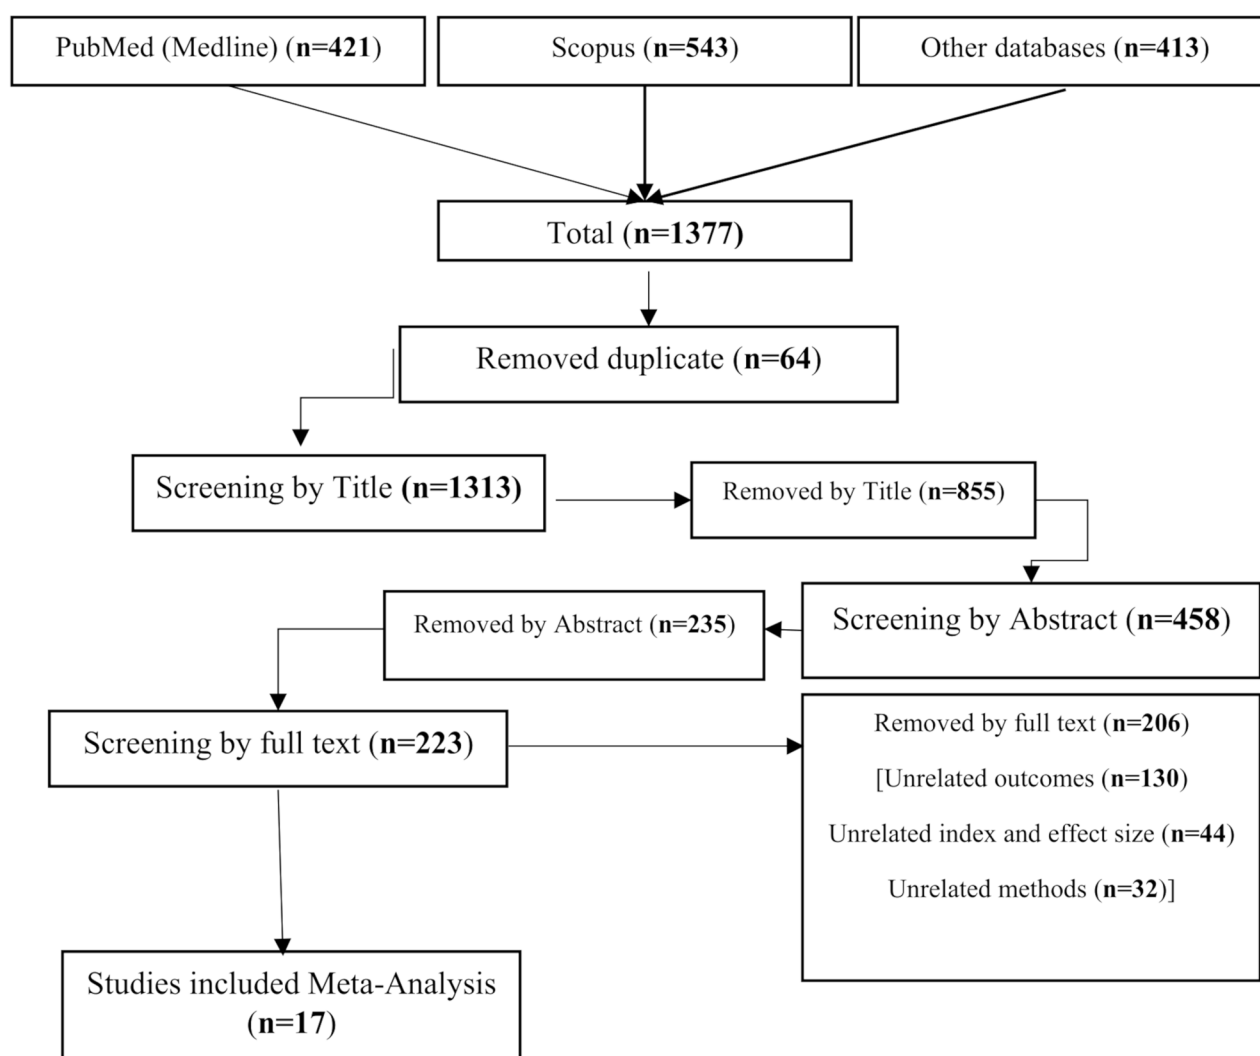 PubMed (Medline) (n=421)
Scopus (n=543)
Other databases (n=413)
Total (n=1377)
Removed duplicate (n=64)
Screening by Title (n=1313)
Removed by Title (n=855)
Screening by Abstract (n=458)
Removed by Abstract (n=235)
Screening by full text (n=223)
Removed by full text (n=206)
[Unrelated outcomes (n=130)
Unrelated index and effect size (n=44)
Unrelated methods (n=32)]
Studies included Meta-Analysis
(n=17)